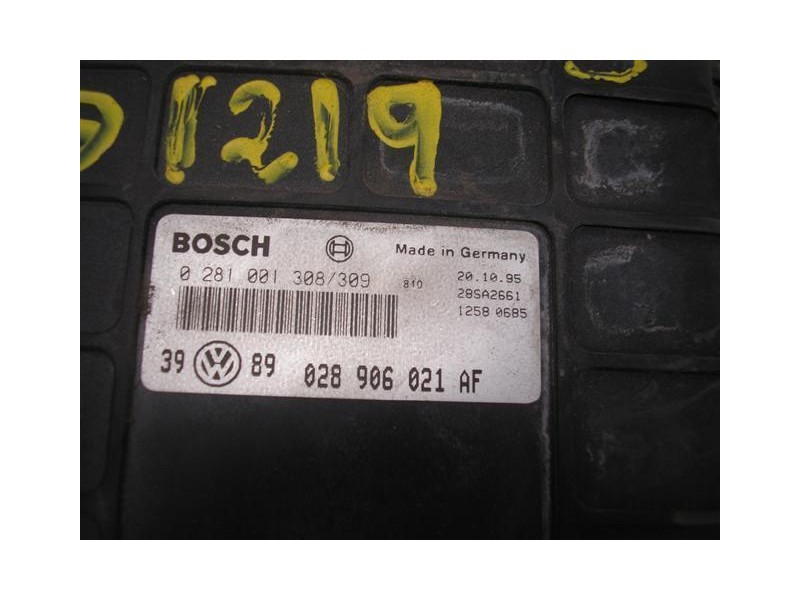 1219
BOSCH
Made in Germany
0 281 001 308/309
810
20.10.95
28SA2661
1258 0685
39 VW 89 028 906 021 AF